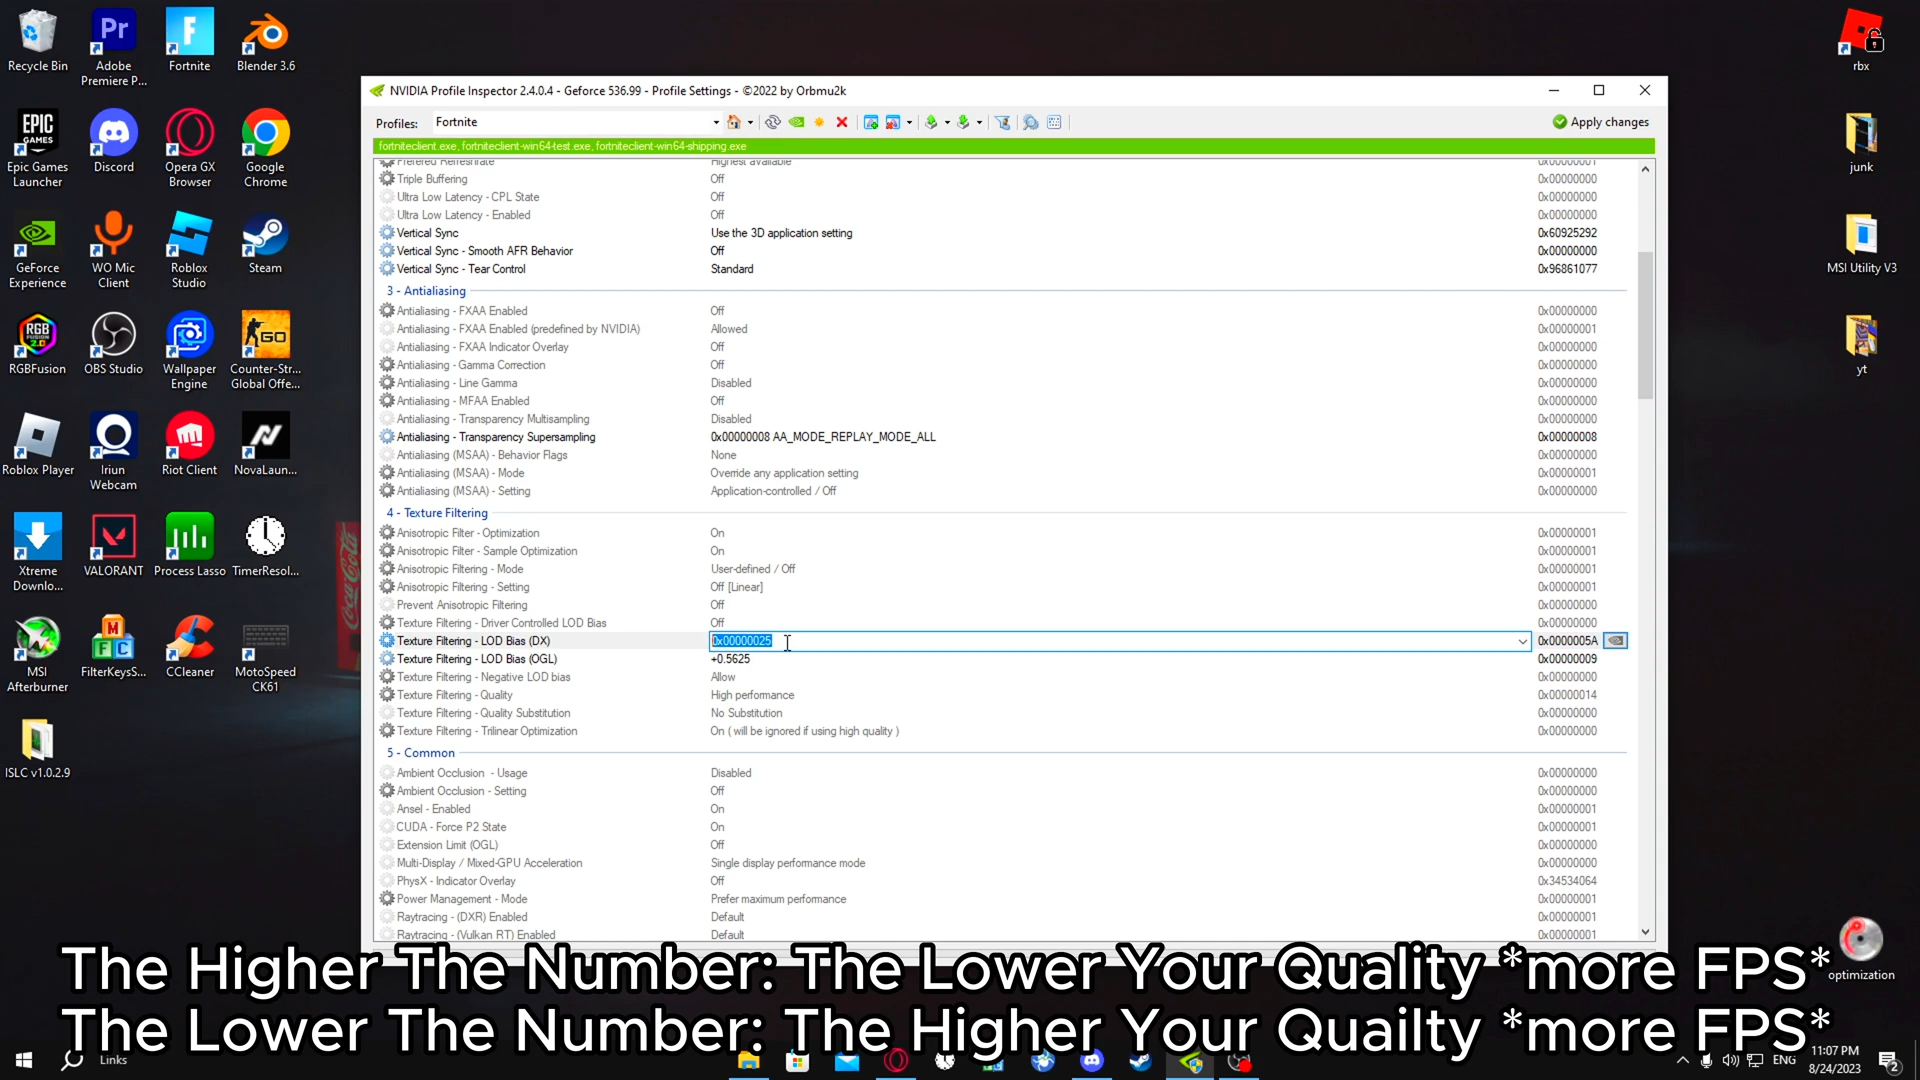 Recycle Bin
Adobe
Premiere P...
Fortnite
Blender 3.6
Epic Games
Launcher
Discord
Opera GX
Browser
Google
Chrome
GeForce
Experience
WO Mic
Client
Roblox
Studio
Steam
RGBFusion
OBS Studio
Wallpaper
Engine
Counter-Str...
Global Offe...
Roblox Player
Iriun
Webcam
Riot Client
NovaLaun...
Xtreme
Downlo...
VALORANT
Process Lasso
TimerResol...
MSI
Afterburner
FilterKeysS...
CCleaner
MotoSpeed
CK61
ISLC v1.0.2.9
NVIDIA Profile Inspector 2.4.0.4 - Geforce 536.99 - Profile Settings - ©2022 by Orbmu2k
Profiles: Fortnite Apply changes
fortniteclient.exe, fortniteclient-win64-test.exe, fortniteclient-win64-shipping.exe
Prefered Refreshrate Highest available 0x00000001
Triple Buffering Off 0x00000000
Ultra Low Latency - CPL State Off 0x00000000
Ultra Low Latency - Enabled Off 0x00000000
Vertical Sync Use the 3D application setting 0x60925292
Vertical Sync - Smooth AFR Behavior Off 0x00000000
Vertical Sync - Tear Control Standard 0x96861077
3 - Antialiasing
Antialiasing - FXAA Enabled Off 0x00000000
Antialiasing - FXAA Enabled (predefined by NVIDIA) Allowed 0x00000001
Antialiasing - FXAA Indicator Overlay Off 0x00000000
Antialiasing - Gamma Correction Off 0x00000000
Antialiasing - Line Gamma Disabled 0x00000000
Antialiasing - MFAA Enabled Off 0x00000000
Antialiasing - Transparency Multisampling Disabled 0x00000000
Antialiasing - Transparency Supersampling 0x00000008 AA_MODE_REPLAY_MODE_ALL 0x00000008
Antialiasing (MSAA) - Behavior Flags None 0x00000000
Antialiasing (MSAA) - Mode Override any application setting 0x00000001
Antialiasing (MSAA) - Setting Application-controlled / Off 0x00000000
4 - Texture Filtering
Anisotropic Filter - Optimization On 0x00000001
Anisotropic Filter - Sample Optimization On 0x00000001
Anisotropic Filtering - Mode User-defined / Off 0x00000001
Anisotropic Filtering - Setting Off [Linear] 0x00000001
Prevent Anisotropic Filtering Off 0x00000000
Texture Filtering - Driver Controlled LOD Bias Off 0x00000000
Texture Filtering - LOD Bias (DX) 0x00000025 0x0000005A
Texture Filtering - LOD Bias (OGL) +0.5625 0x00000009
Texture Filtering - Negative LOD bias Allow 0x00000000
Texture Filtering - Quality High performance 0x00000014
Texture Filtering - Quality Substitution No Substitution 0x00000000
Texture Filtering - Trilinear Optimization On ( will be ignored if using high quality ) 0x00000000
5 - Common
Ambient Occlusion - Usage Disabled 0x00000000
Ambient Occlusion - Setting Off 0x00000000
Ansel - Enabled On 0x00000001
CUDA - Force P2 State On 0x00000001
Extension Limit (OGL) Off 0x00000000
Multi-Display / Mixed-GPU Acceleration Single display performance mode 0x00000000
PhysX - Indicator Overlay Off 0x34534064
Power Management - Mode Prefer maximum performance 0x00000001
Raytracing - (DXR) Enabled Default 0x00000001
Raytracing - (Vulkan RT) Enabled Default 0x00000001
rbx
junk
MSI Utility V3
yt
optimization
The Higher The Number: The Lower Your Quality *more FPS*
The Lower The Number: The Higher Your Quailty *more FPS*
Links
ENG
11:07 PM
8/24/2023
2